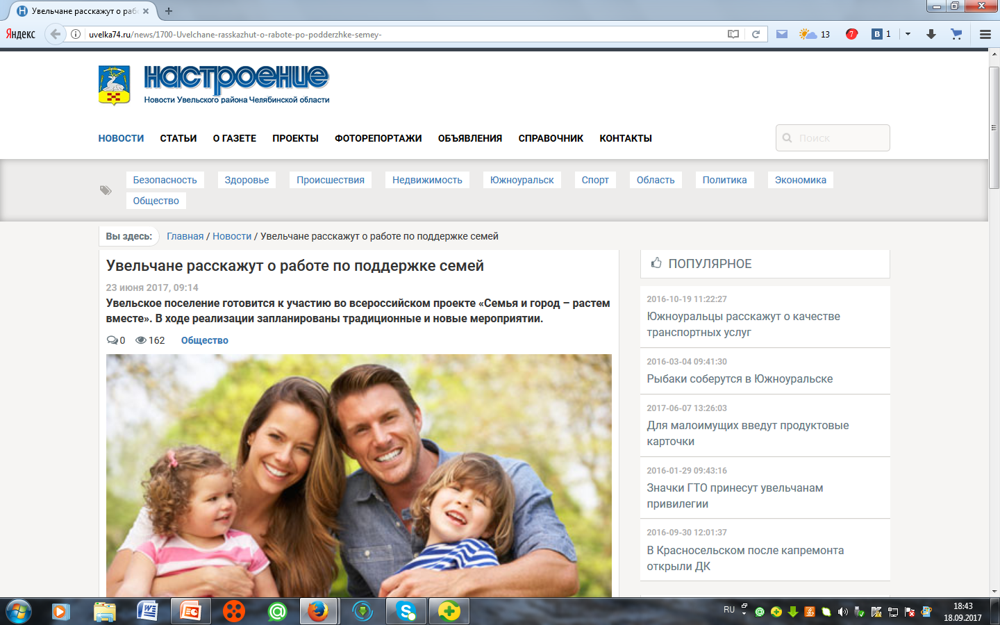 Увельчане расскажут о раб
Яндекс
uvelka74.ru/news/1700-Uvelchane-rasskazhut-o-rabote-po-podderzhke-semey-
13
7
В 1
настроение
Новости Увельского района Челябинской области
НОВОСТИ СТАТЬИ О ГАЗЕТЕ ПРОЕКТЫ ФОТОРЕПОРТАЖИ ОБЪЯВЛЕНИЯ СПРАВОЧНИК КОНТАКТЫ
Поиск
Безопасность Здоровье Происшествия Недвижимость Южноуральск Спорт Область Политика Экономика
Общество
Вы здесь: Главная / Новости / Увельчане расскажут о работе по поддержке семей
Увельчане расскажут о работе по поддержке семей
23 июня 2017, 09:14
Увельское поселение готовится к участию во всероссийском проекте «Семья и город – растем
вместе». В ходе реализации запланированы традиционные и новые мероприятии.
0 162 Общество
ПОПУЛЯРНОЕ
2016-10-19 11:22:27
Южноуральцы расскажут о качестве
транспортных услуг
2016-03-04 09:41:30
Рыбаки соберутся в Южноуральске
2017-06-07 13:26:03
Для малоимущих введут продуктовые
карточки
2016-01-29 09:43:16
Значки ГТО принесут увельчанам
привилегии
2016-09-30 12:01:37
В Красносельском после капремонта
открыли ДК
RU
18:43
18.09.2017